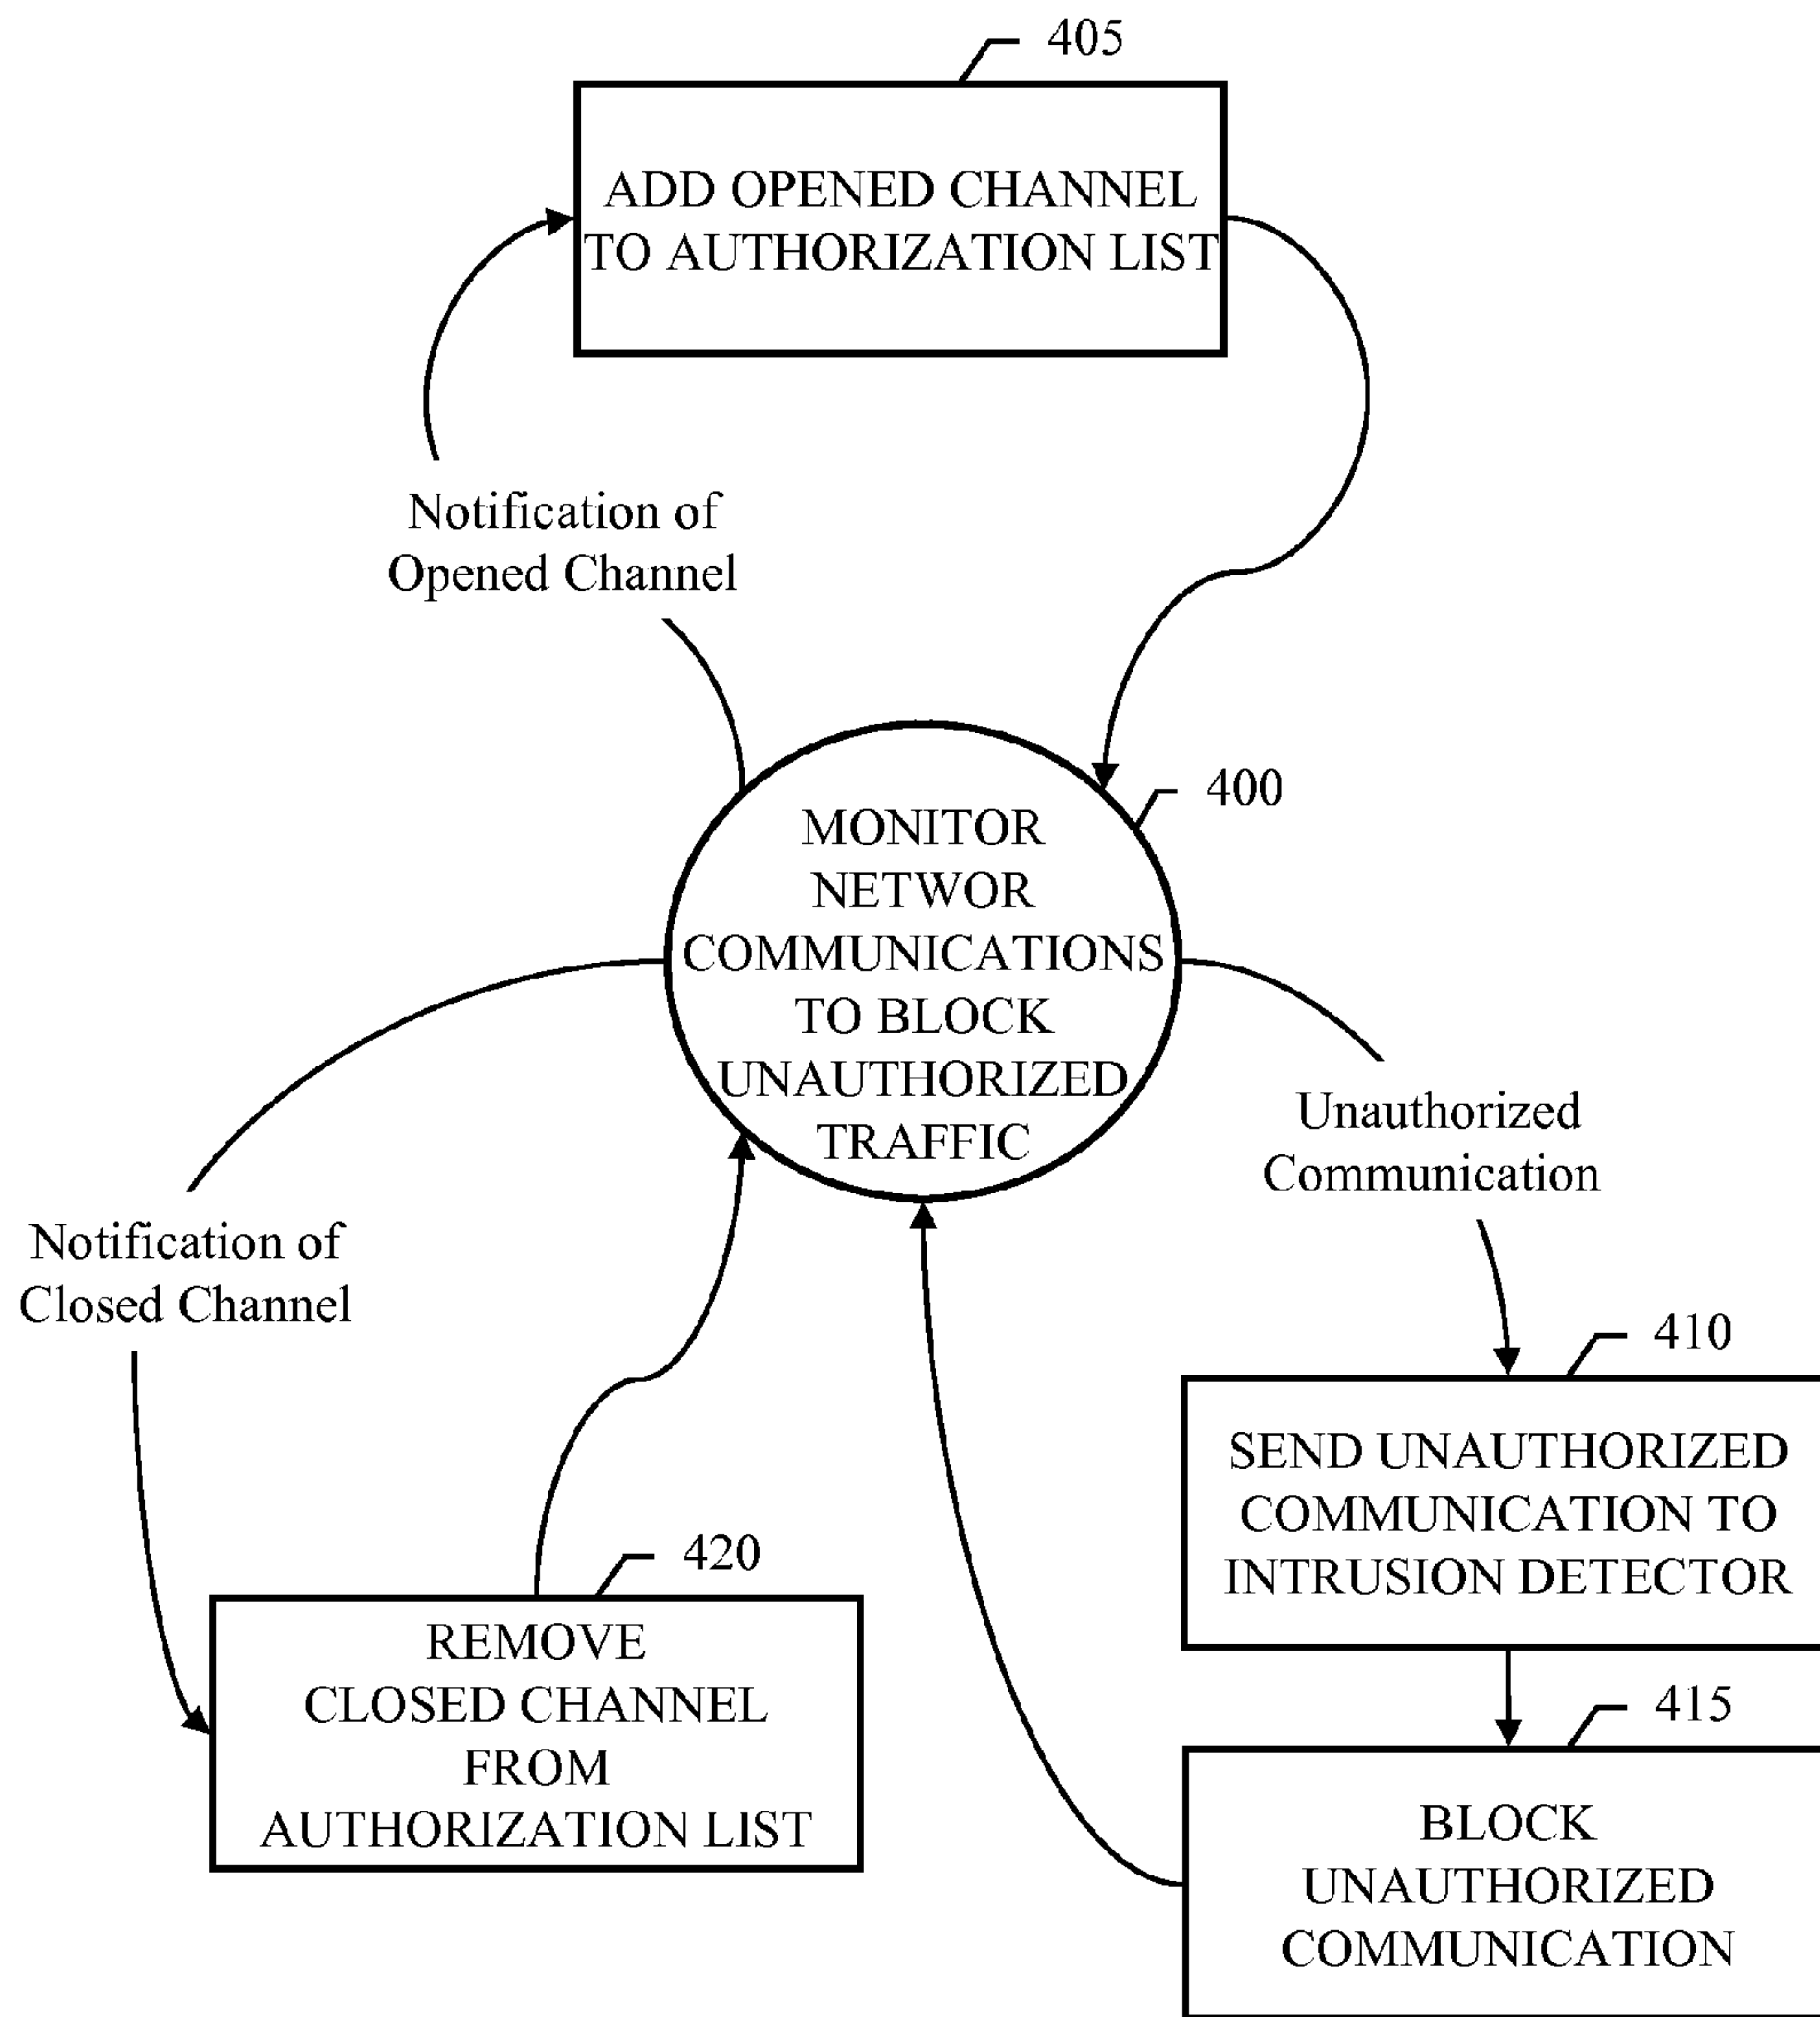 405
ADD OPENED CHANNEL
TO AUTHORIZATION LIST
Notification of
Opened Channel
400
MONITOR
NETWOR
COMMUNICATIONS
TO BLOCK
UNAUTHORIZED
TRAFFIC
Unauthorized
Communication
Notification of
Closed Channel
410
SEND UNAUTHORIZED
COMMUNICATION TO
INTRUSION DETECTOR
420
REMOVE
CLOSED CHANNEL
FROM
AUTHORIZATION LIST
415
BLOCK
UNAUTHORIZED
COMMUNICATION